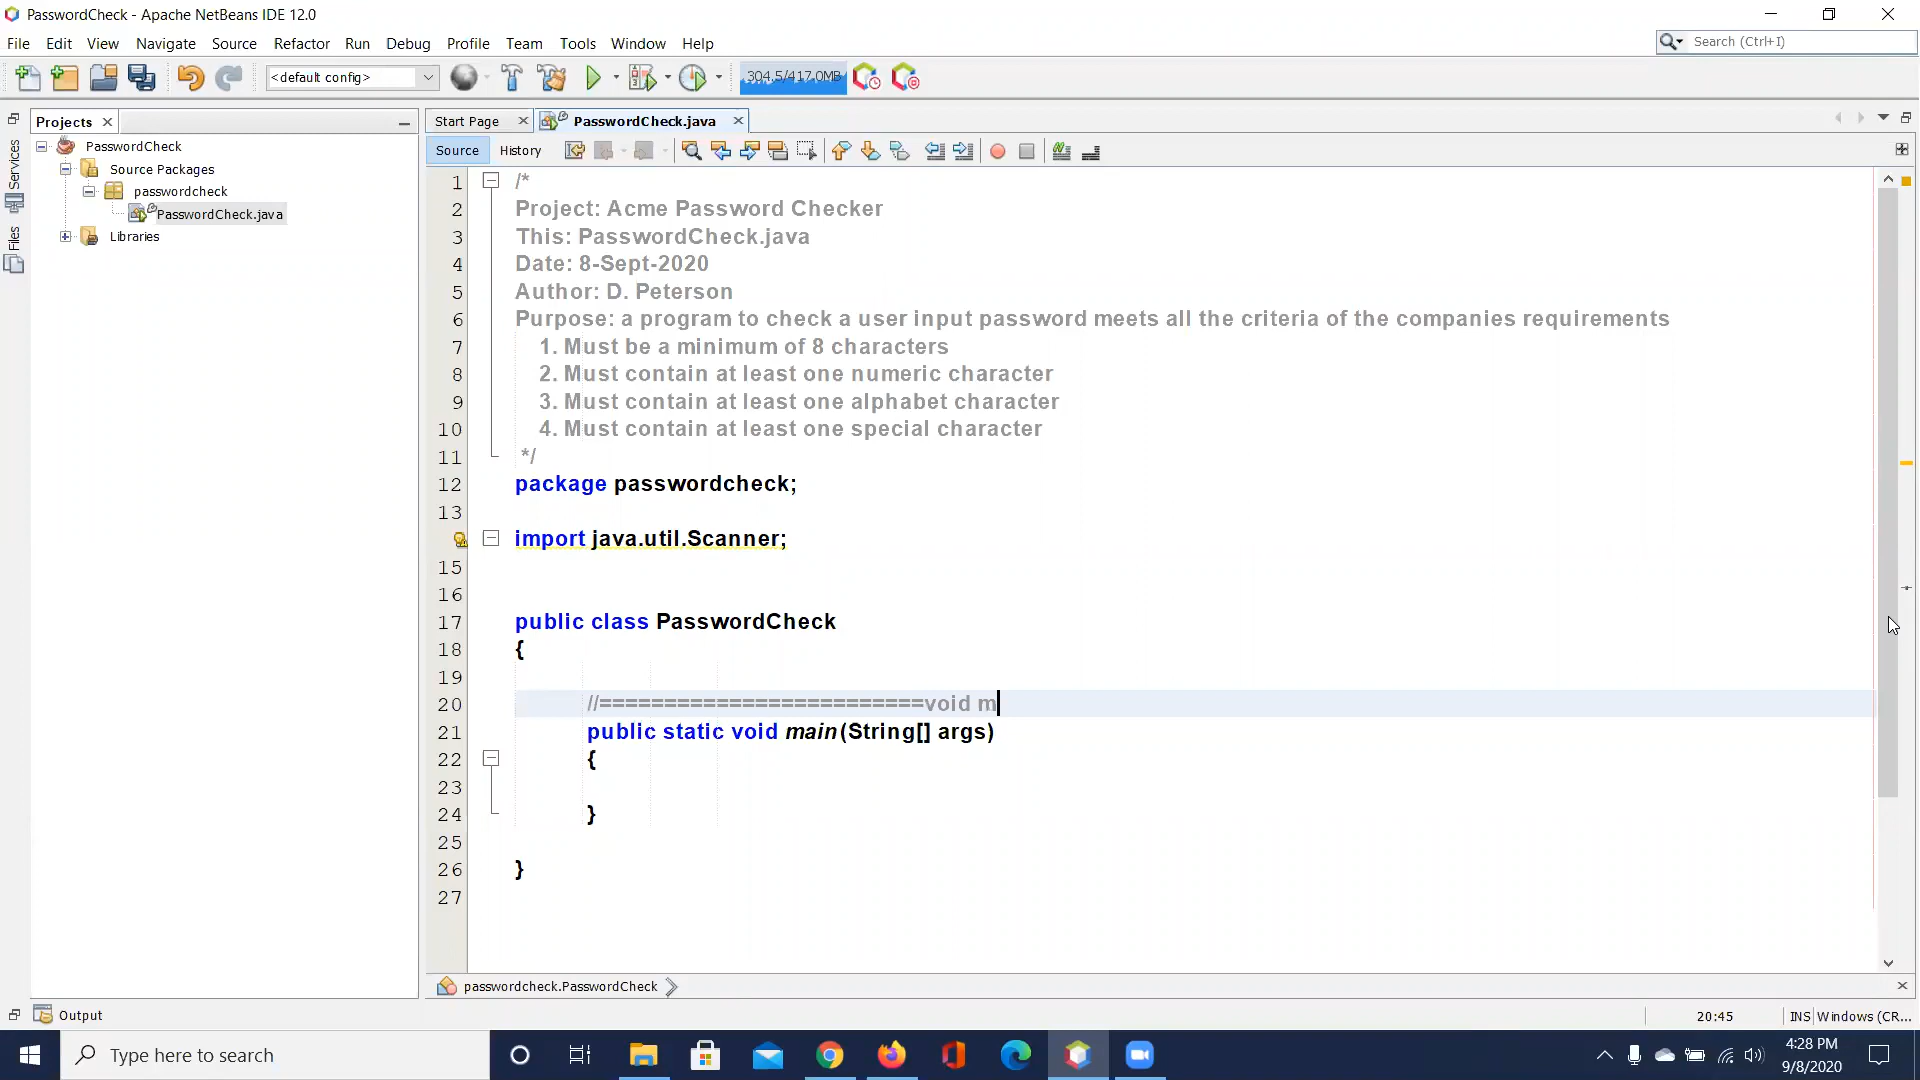 PasswordCheck - Apache NetBeans IDE 12.0
File Edit View Navigate Source Refactor Run Debug Profile Team Tools Window Help
Search (Ctrl+I)
<default config>
304.5/417.0MB
Projects
Start Page
PasswordCheck.java
Source History
Services
Files
PasswordCheck
Source Packages
passwordcheck
PasswordCheck.java
Libraries
1 /*
2 Project: Acme Password Checker
3 This: PasswordCheck.java
4 Date: 8-Sept-2020
5 Author: D. Peterson
6 Purpose: a program to check a user input password meets all the criteria of the companies requirements
7 1. Must be a minimum of 8 characters
8 2. Must contain at least one numeric character
9 3. Must contain at least one alphabet character
10 4. Must contain at least one special character
11 */
12 package passwordcheck;
13
import java.util.Scanner;
15
16
17 public class PasswordCheck
18 {
19
20 //=========================void m
21 public static void main(String[] args)
22 {
23
24 }
25
26 }
27
passwordcheck.PasswordCheck
Output
20:45
INS
Windows (CR...
Type here to search
4:28 PM
9/8/2020